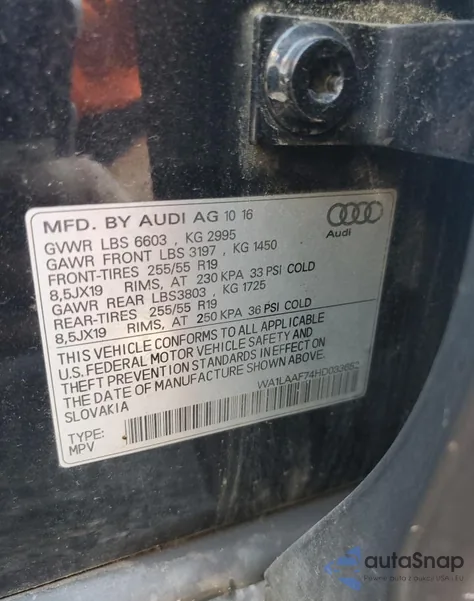 MFD. BY AUDI AG 10 16
Audi
GVWR LBS 6603 , KG 2995
GAWR FRONT LBS 3197 , KG 1450
FRONT-TIRES 255/55 R19
8,5JX19 RIMS, AT 230 KPA 33 PSI COLD
GAWR REAR LBS3803 , KG 1725
REAR-TIRES 255/55 R19
8,5JX19 RIMS, AT 250 KPA 36 PSI COLD
THIS VEHICLE CONFORMS TO ALL APPLICABLE
U.S. FEDERAL MOTOR VEHICLE SAFETY AND
THEFT PREVENTION STANDARDS IN EFFECT ON
THE DATE OF MANUFACTURE SHOWN ABOVE.
SLOVAKIA
TYPE:
MPV
autoSnap